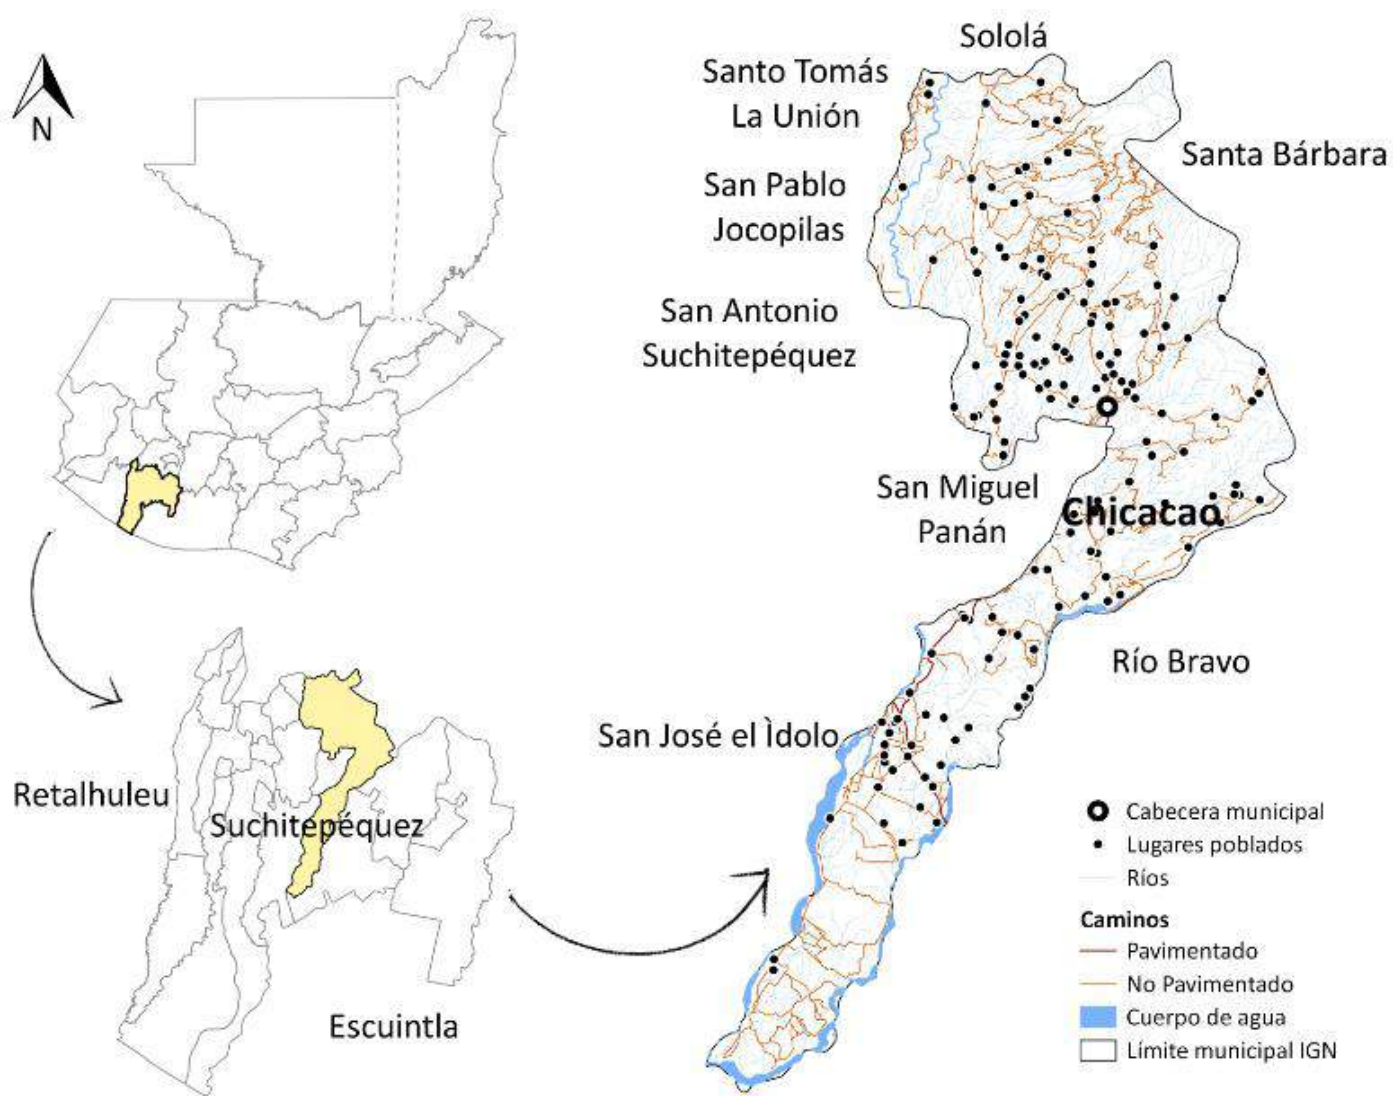 N
Sololá
Santo Tomás
La Unión
Santa Bárbara
San Pablo
Jocopilas
San Antonio
Suchitepéquez
San Miguel
Panán
Chicacao
Río Bravo
San José el Ìdolo
Retalhuleu
Suchitepéquez
Escuintla
Cabecera municipal
Lugares poblados
Ríos
Caminos
Pavimentado
No Pavimentado
Cuerpo de agua
Límite municipal IGN